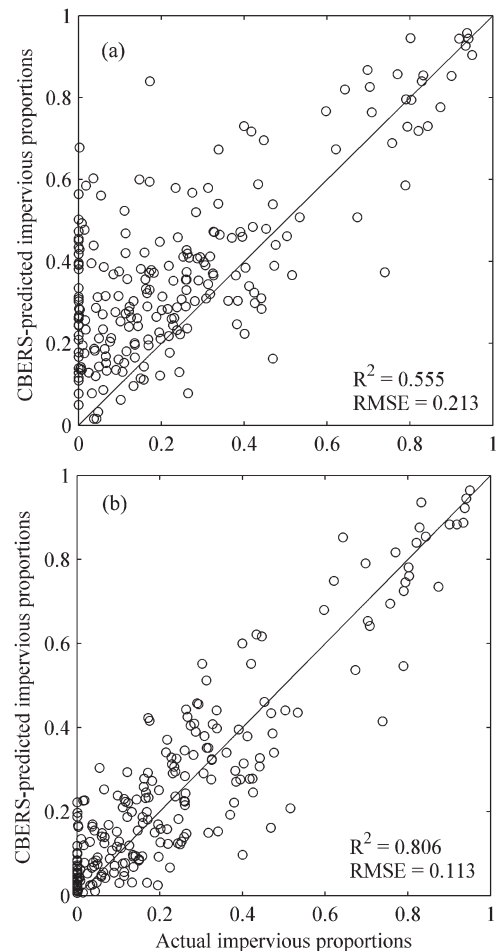 1
(a)
0.8
0.6
0.4
0.2
0
CBERS-predicted impervious proportions
R² = 0.555
RMSE = 0.213
0 0.2 0.4 0.6 0.8 1
1
(b)
0.8
0.6
0.4
0.2
0
CBERS-predicted impervious proportions
R² = 0.806
RMSE = 0.113
0 0.2 0.4 0.6 0.8 1
Actual impervious proportions